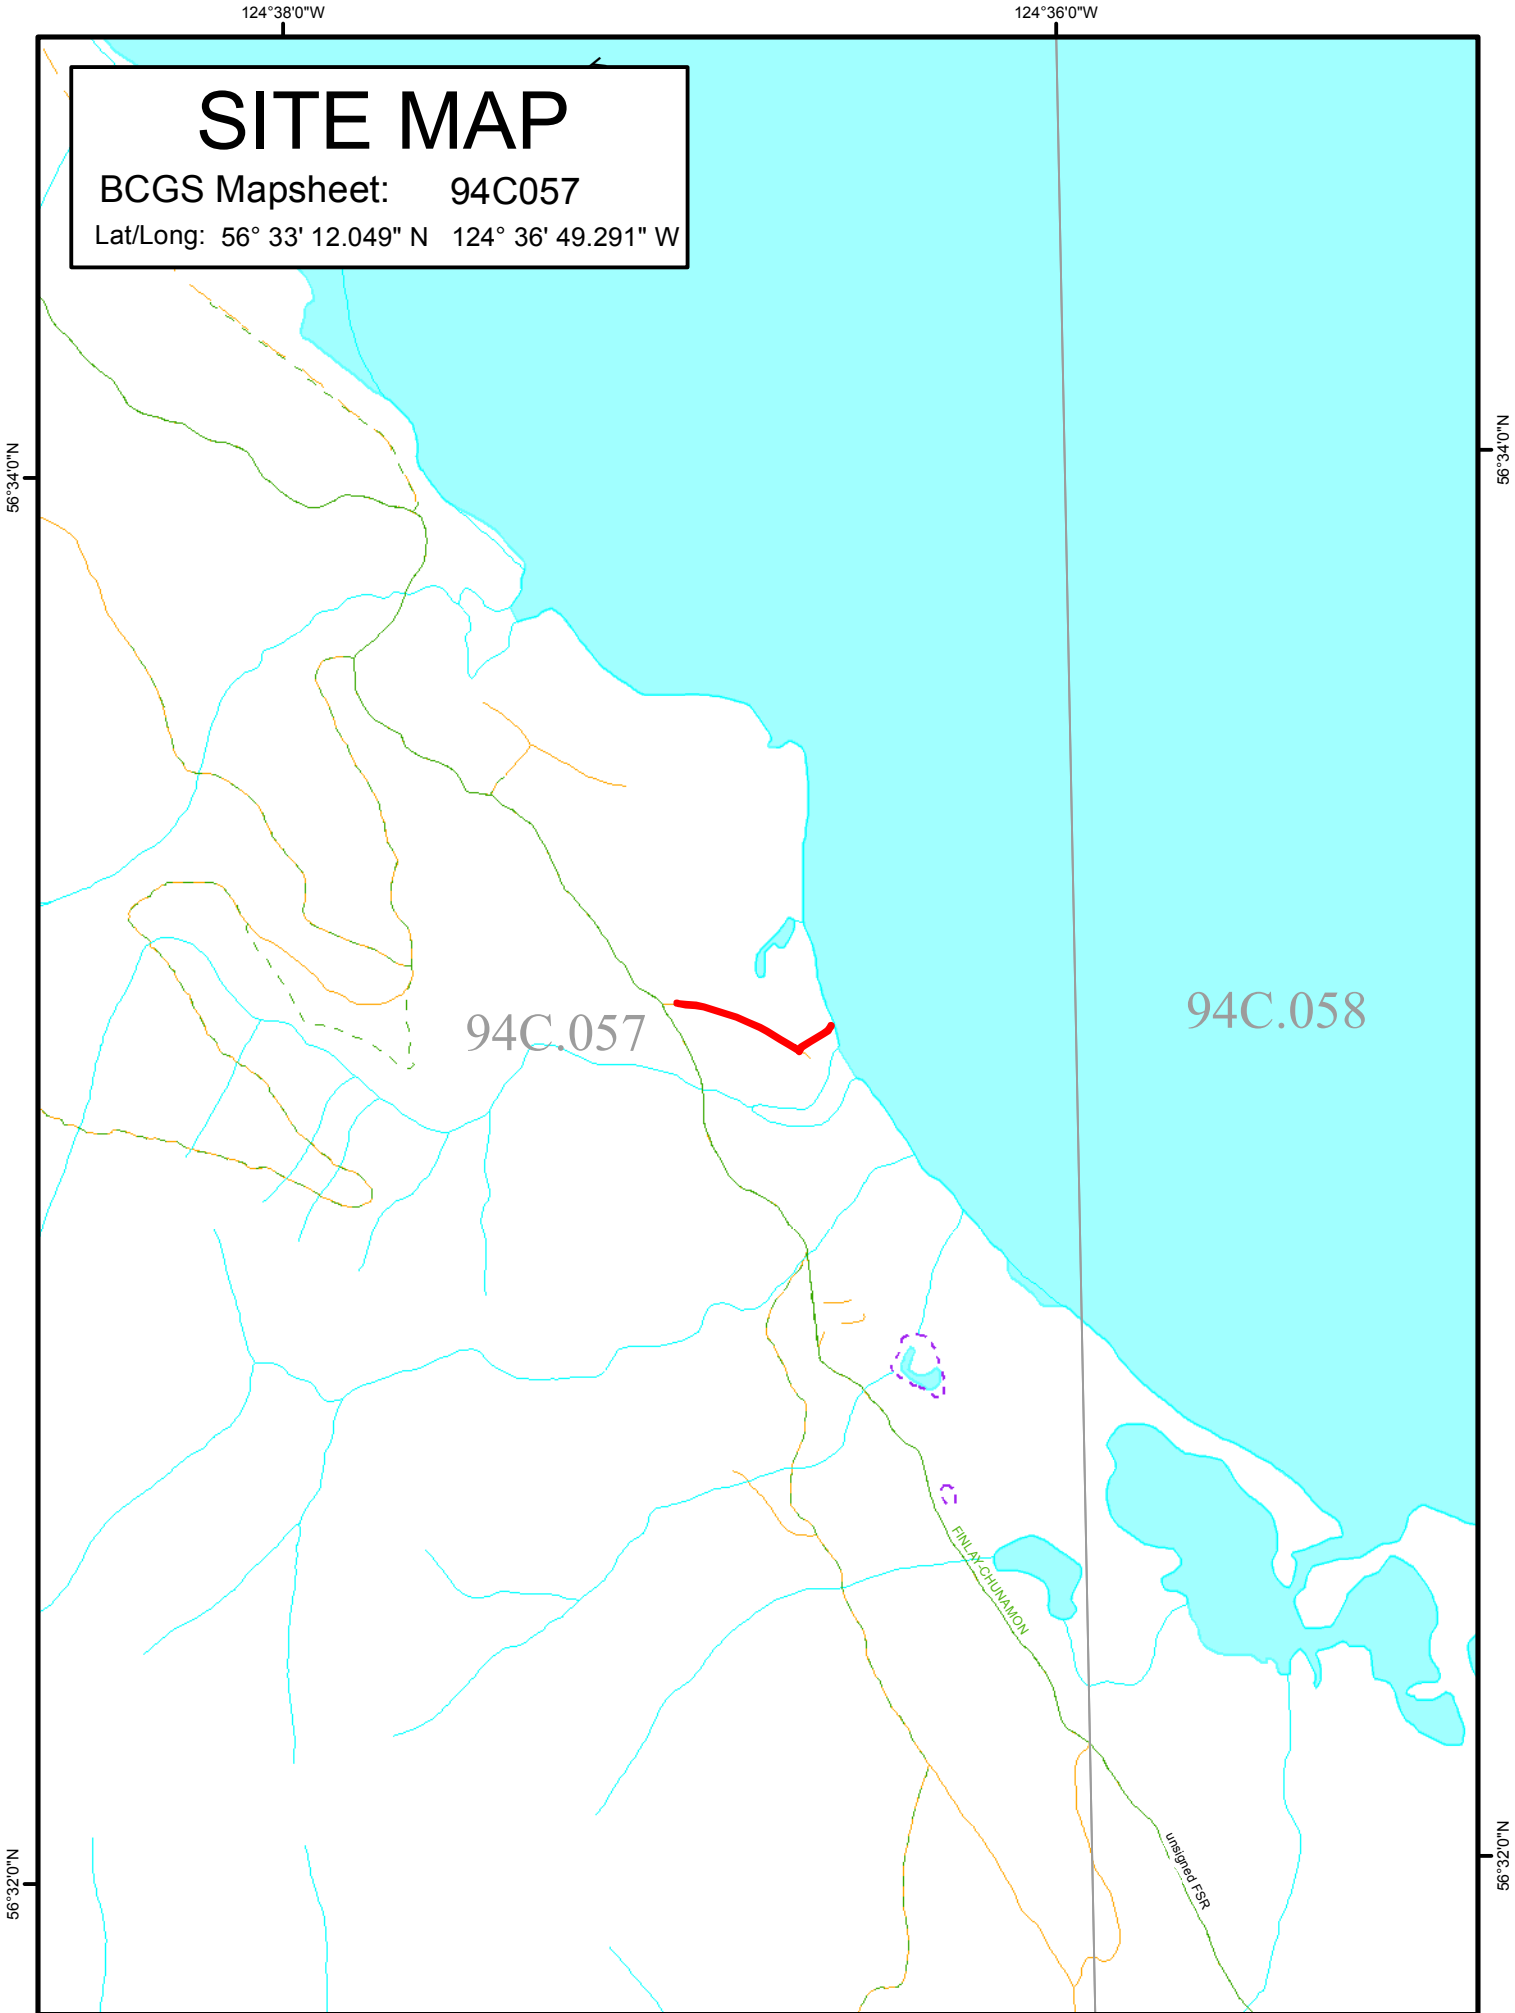 124°38'0"W
124°36'0"W
SITE MAP
BCGS Mapsheet: 94C057
Lat/Long: 56° 33' 12.049" N 124° 36' 49.291" W
56°34'0"N
56°34'0"N
94C.057
94C.058
FINLAY-CHUNAMON
unsigned FSR
56°32'0"N
56°32'0"N